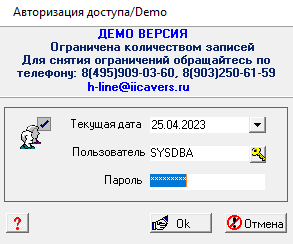 Авторизация доступа/Demo
ДЕМО ВЕРСИЯ
Ограничена количеством записей
Для снятия ограничений обращайтесь по
телефону: 8(495)909-03-60, 8(903)250-61-59
h-line@iicavers.ru
Текущая дата 25.04.2023
Пользователь SYSDBA
Пароль ********
? Ok Отмена